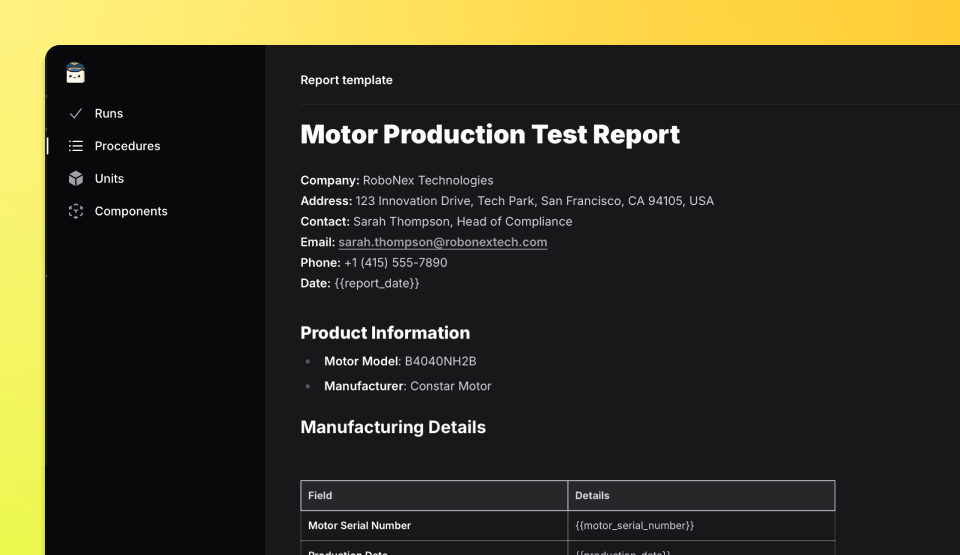 Report template
Runs
Procedures
Units
Components
Motor Production Test Report
Company: RoboNex Technologies
Address: 123 Innovation Drive, Tech Park, San Francisco, CA 94105, USA
Contact: Sarah Thompson, Head of Compliance
Email: sarah.thompson@robonextech.com
Phone: +1 (415) 555-7890
Date: {{report_date}}
Product Information
Motor Model: B4040NH2B
Manufacturer: Constar Motor
Manufacturing Details
Field Details
Motor Serial Number {{motor_serial_number}}
Production Date {{production_date}}